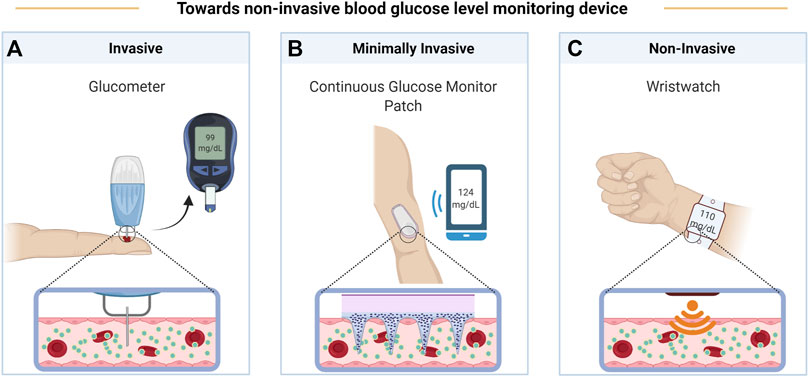 Towards non-invasive blood glucose level monitoring device
A
Invasive
Glucometer
99
mg/dL
B
Minimally Invasive
Continuous Glucose Monitor
Patch
124
mg/dL
C
Non-Invasive
Wristwatch
110
mg/dL